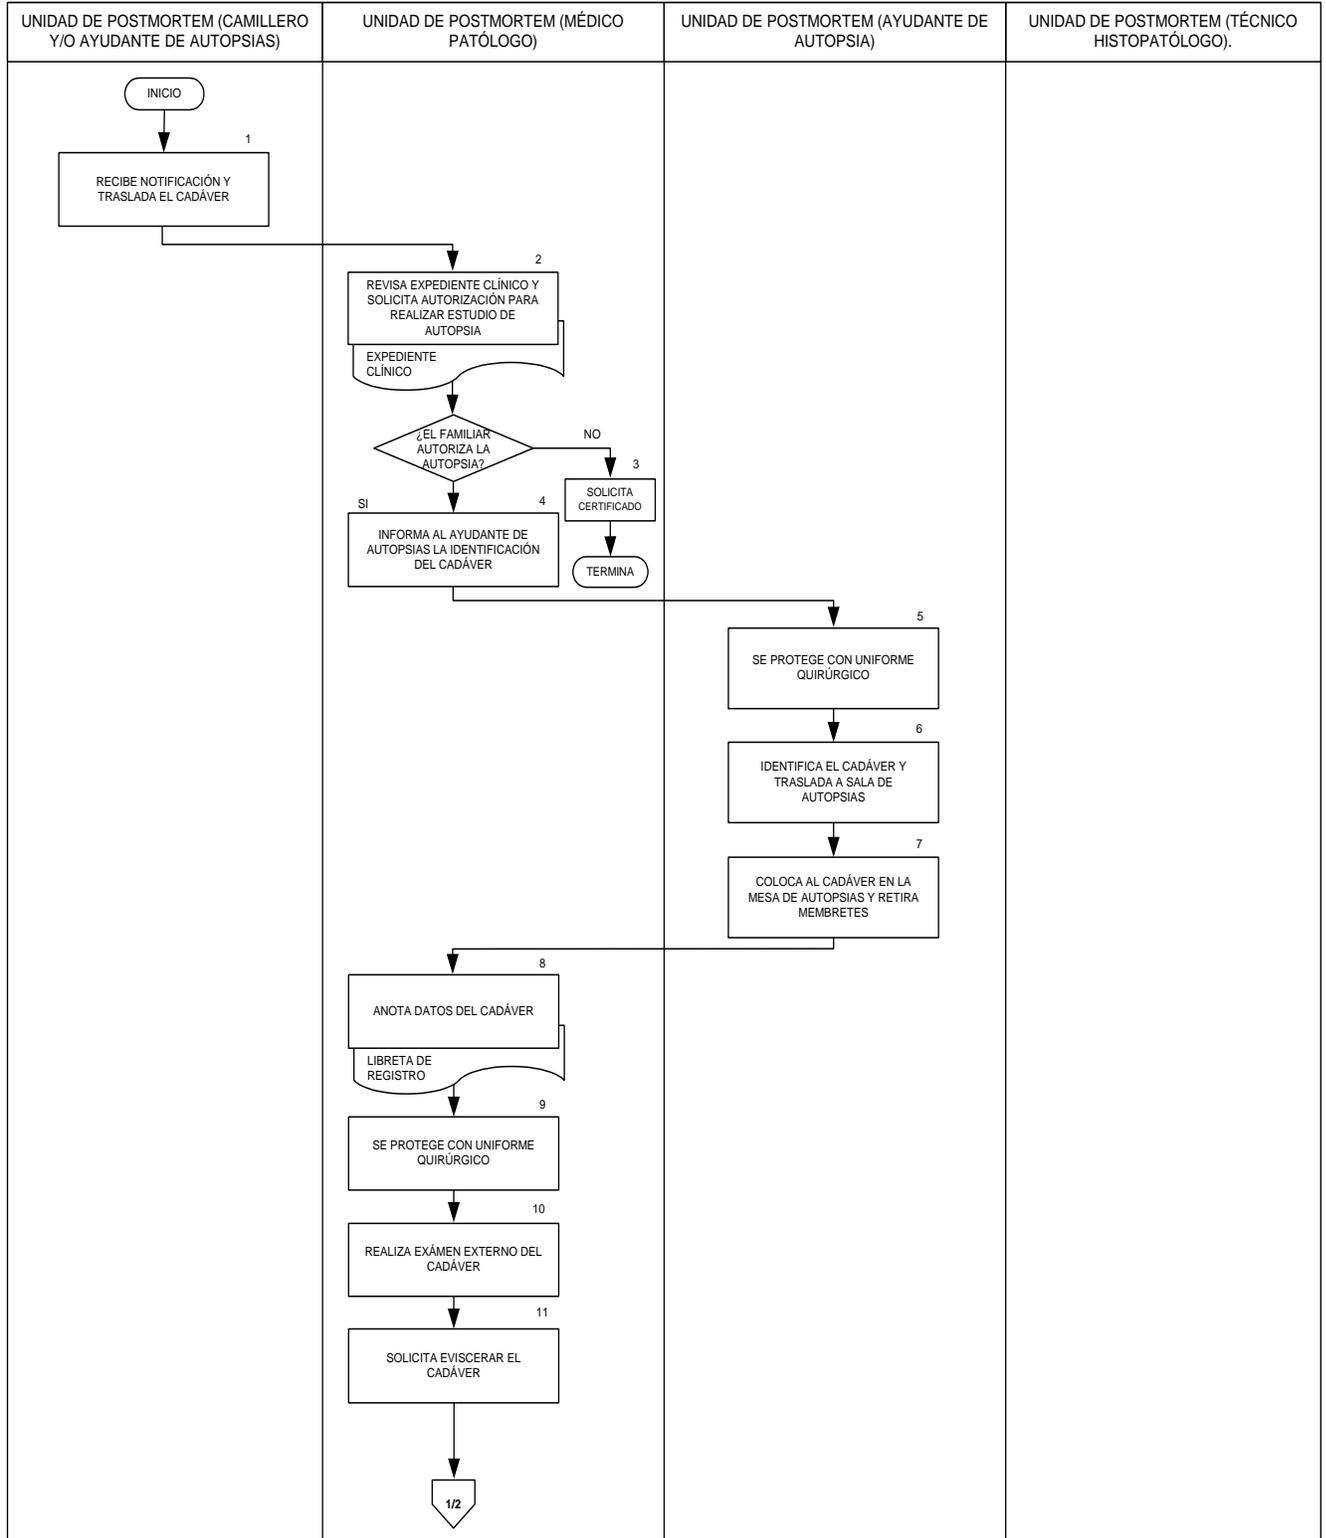 UNIDAD DE POSTMORTEM (CAMILLERO
Y/O AYUDANTE DE AUTOPSIAS)
UNIDAD DE POSTMORTEM (MÉDICO
PATÓLOGO)
UNIDAD DE POSTMORTEM (AYUDANTE DE
AUTOPSIA)
UNIDAD DE POSTMORTEM (TÉCNICO
HISTOPATÓLOGO).
INICIO
1
RECIBE NOTIFICACIÓN Y
TRASLADA EL CADÁVER
2
REVISA EXPEDIENTE CLÍNICO Y
SOLICITA AUTORIZACIÓN PARA
REALIZAR ESTUDIO DE
AUTOPSIA
EXPEDIENTE
CLÍNICO
¿EL FAMILIAR
AUTORIZA LA
AUTOPSIA?
NO
3
SOLICITA
CERTIFICADO
TERMINA
SI
4
INFORMA AL AYUDANTE DE
AUTOPSIAS LA IDENTIFICACIÓN
DEL CADÁVER
5
SE PROTEGE CON UNIFORME
QUIRÚRGICO
6
IDENTIFICA EL CADÁVER Y
TRASLADA A SALA DE
AUTOPSIAS
7
COLOCA AL CADÁVER EN LA
MESA DE AUTOPSIAS Y RETIRA
MEMBRETES
8
ANOTA DATOS DEL CADÁVER
LIBRETA DE
REGISTRO
9
SE PROTEGE CON UNIFORME
QUIRÚRGICO
10
REALIZA EXÁMEN EXTERNO DEL
CADÁVER
11
SOLICITA EVISCERAR EL
CADÁVER
1/2